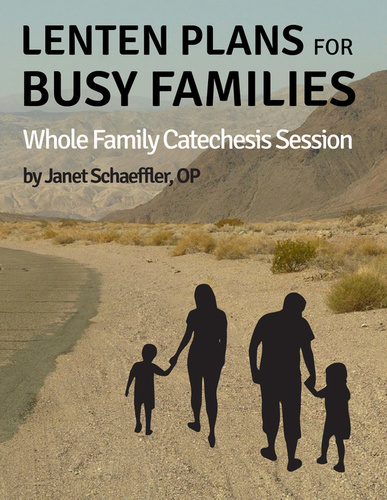 LENTEN PLANS FOR
BUSY FAMILIES
Whole Family Catechesis Session
by Janet Schaeffler, OP